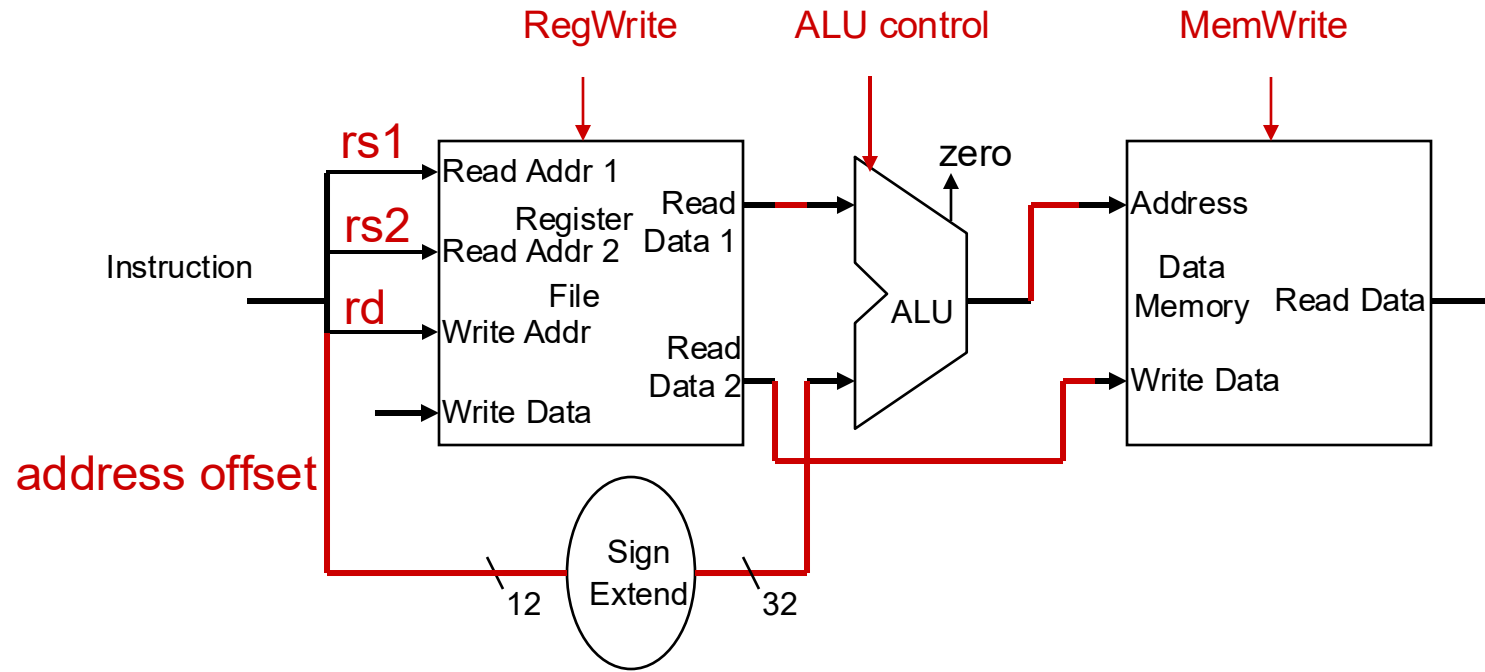 RegWrite
ALU control
MemWrite
rs1
rs2
rd
Instruction
address offset
Read Addr 1
Register
Read Addr 2
File
Write Addr
Write Data
Read
Data 1
Read
Data 2
zero
ALU
Address
Data
Memory
Read Data
Write Data
Sign
Extend
12
32